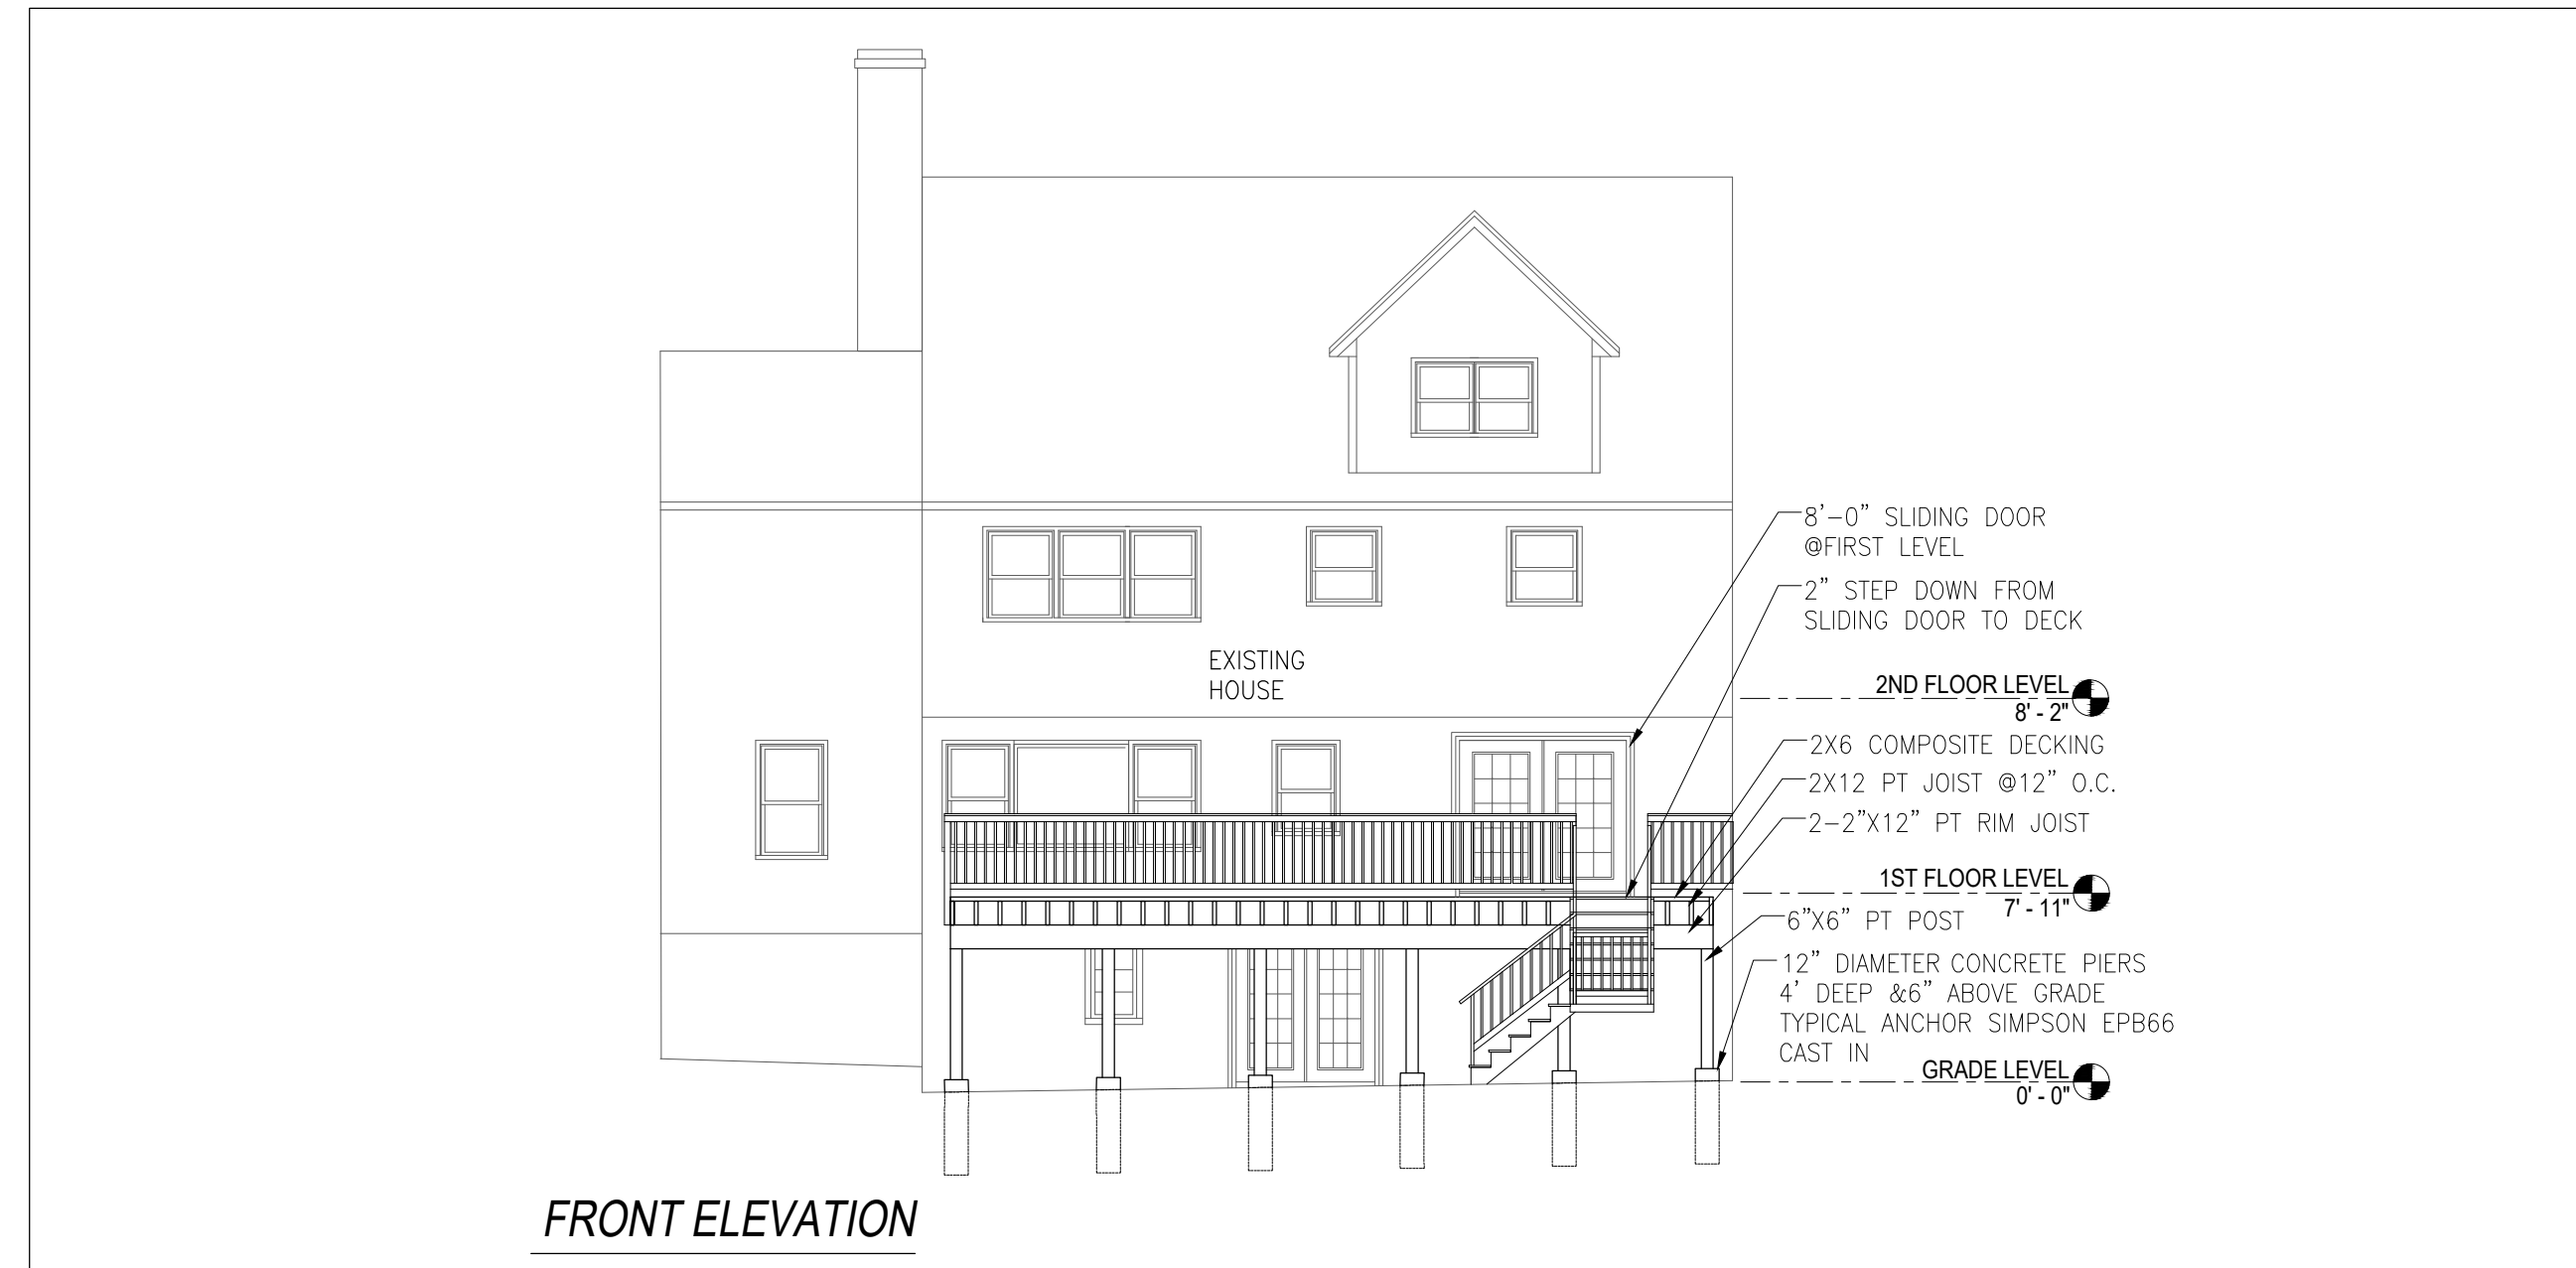 8'-0" SLIDING DOOR
@FIRST LEVEL
2" STEP DOWN FROM
SLIDING DOOR TO DECK
EXISTING
HOUSE
2ND FLOOR LEVEL
8' - 2"
2X6 COMPOSITE DECKING
2X12 PT JOIST @12" O.C.
2-2"X12" PT RIM JOIST
1ST FLOOR LEVEL
7' - 11"
6"X6" PT POST
12" DIAMETER CONCRETE PIERS
4' DEEP &6" ABOVE GRADE
TYPICAL ANCHOR SIMPSON EPB66
CAST IN
GRADE LEVEL
0' - 0"
FRONT ELEVATION